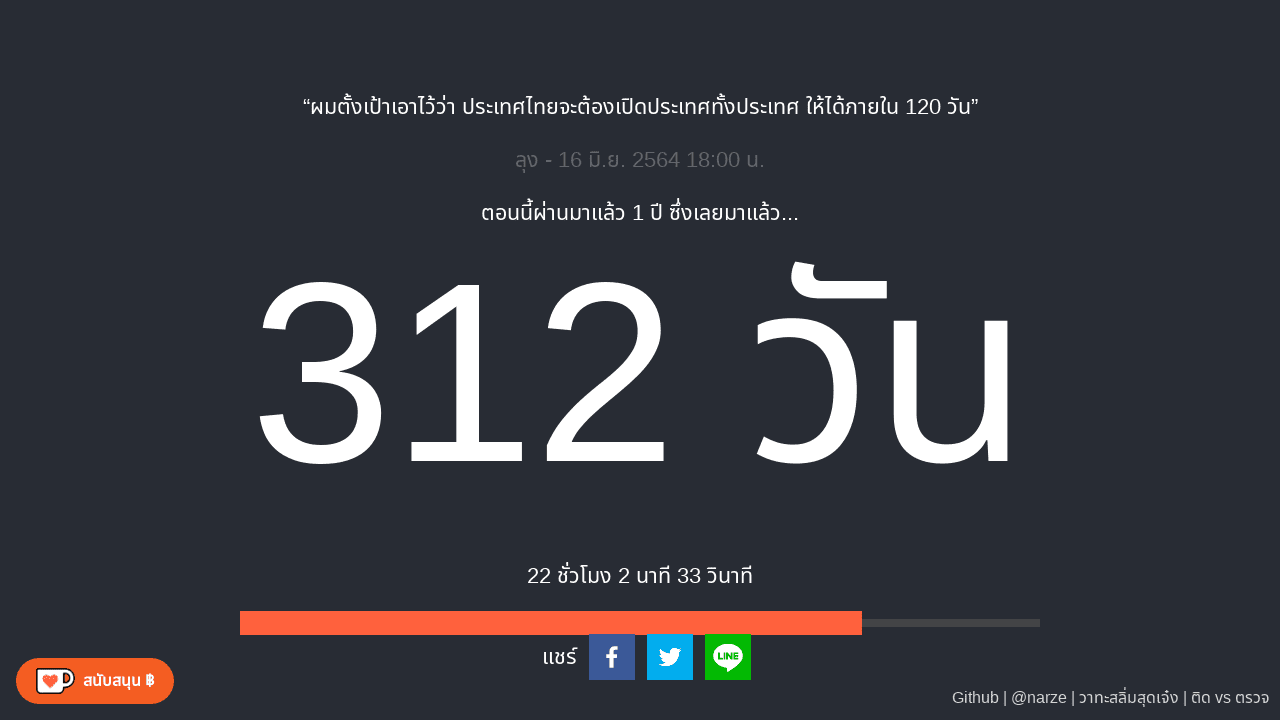 “ผมตั้งเป้าเอาไว้ว่า ประเทศไทยจะต้องเปิดประเทศทั้งประเทศ ให้ได้ภายใน 120 วัน”
ลุง - 16 มิ.ย. 2564 18:00 น.
ตอนนี้ผ่านมาแล้ว 1 ปี ซึ่งเลยมาแล้ว...
312 วัน
22 ชั่วโมง 2 นาที 33 วินาที
แชร์
LINE
สนับสนุน ฿
Github | @narze | วาทะสลิ่มสุดเจ๋ง | ติด vs ตรวจ